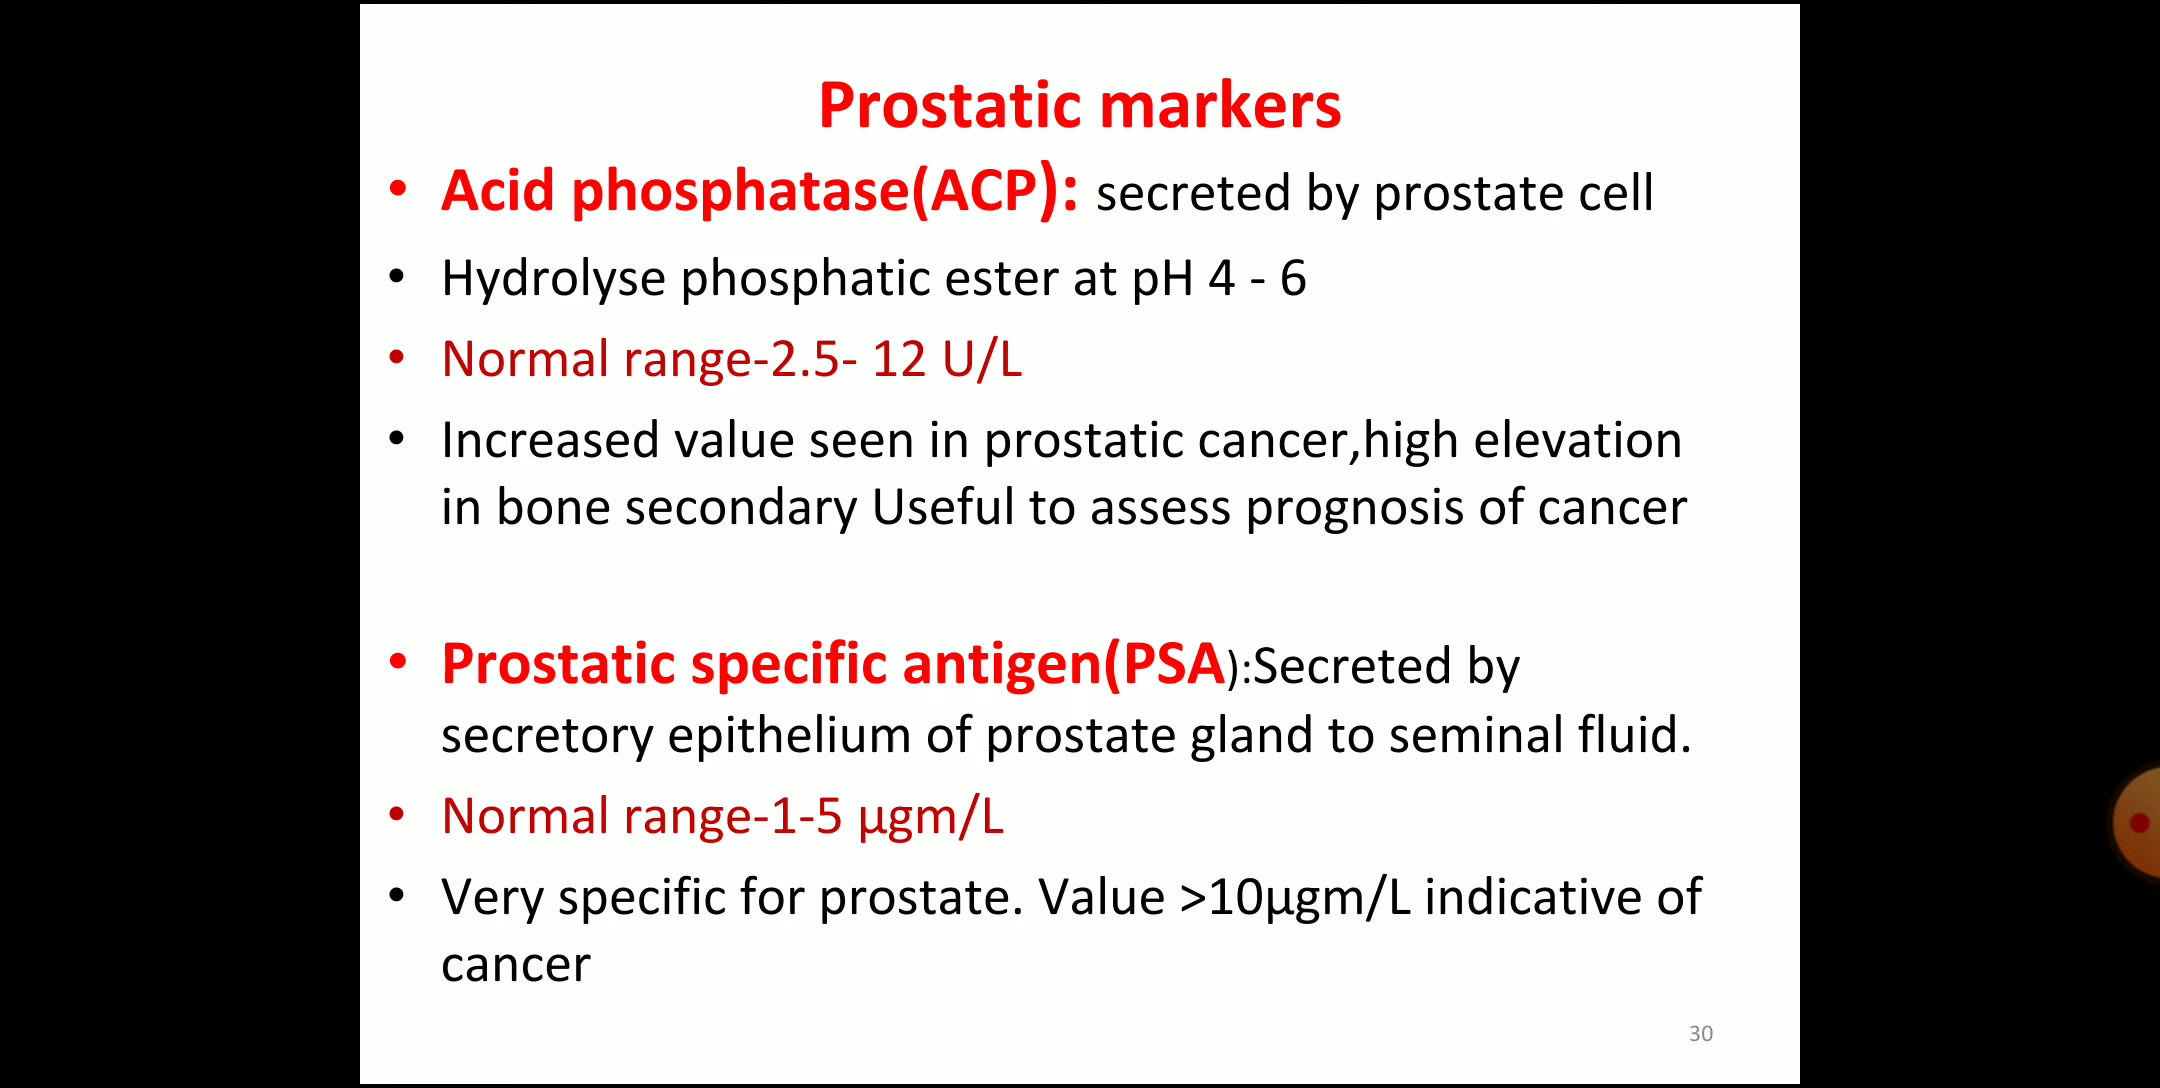 Prostatic markers
• Acid phosphatase(ACP): secreted by prostate cell
• Hydrolyse phosphatic ester at pH 4 - 6
• Normal range-2.5- 12 U/L
• Increased value seen in prostatic cancer,high elevation
in bone secondary Useful to assess prognosis of cancer
• Prostatic specific antigen(PSA):Secreted by
secretory epithelium of prostate gland to seminal fluid.
• Normal range-1-5 µgm/L
• Very specific for prostate. Value >10µgm/L indicative of
cancer
30